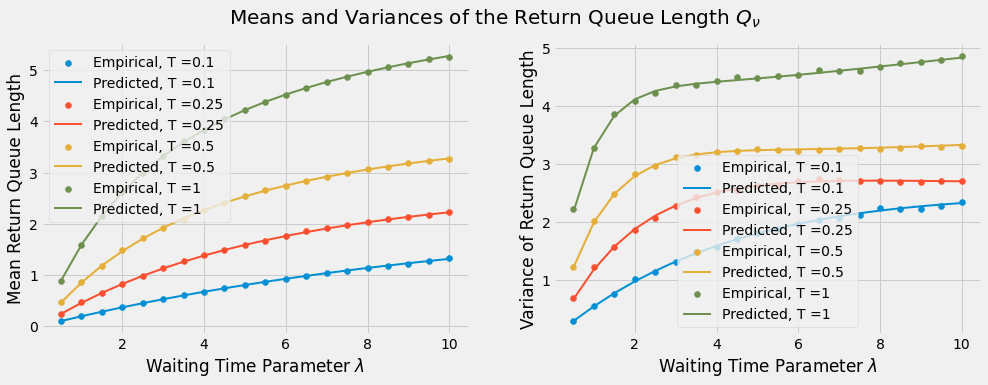 Means and Variances of the Return Queue Length Q_ν
Mean Return Queue Length
5
4
3
2
1
0
Empirical, T =0.1
Predicted, T =0.1
Empirical, T =0.25
Predicted, T =0.25
Empirical, T =0.5
Predicted, T =0.5
Empirical, T =1
Predicted, T =1
2
4
6
8
10
Waiting Time Parameter λ
Variance of Return Queue Length
5
4
3
2
1
Empirical, T =0.1
Predicted, T =0.1
Empirical, T =0.25
Predicted, T =0.25
Empirical, T =0.5
Predicted, T =0.5
Empirical, T =1
Predicted, T =1
2
4
6
8
10
Waiting Time Parameter λ